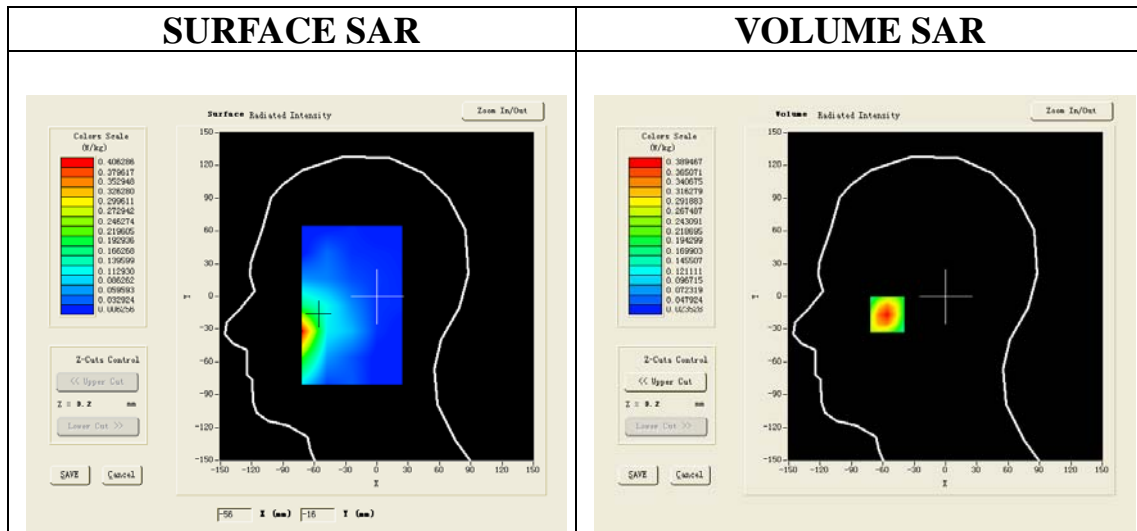 SURFACE SAR
VOLUME SAR
Surface Radiated Intensity
Zoom In/Out
Colors Scale
(W/kg)
0.406286
0.379617
0.352948
0.326280
0.299611
0.272942
0.246274
0.219605
0.192936
0.166268
0.139599
0.112930
0.086262
0.059593
0.032924
0.006256
150
120
90
60
30
0
-30
-60
-90
-120
-150
Y
-150 -120 -90 -60 -30 0 30 60 90 120 150
X
Z-Cuts Control
<< Upper Cut
Lower Cut >>
SAVE Cancel
-56 X (mm) -16 Y (mm)
Volume Radiated Intensity
Zoom In/Out
Colors Scale
(W/kg)
0.389467
0.365071
0.340675
0.316279
0.291883
0.267487
0.243091
0.218695
0.194299
0.169903
0.145507
0.121111
0.096715
0.072319
0.047924
0.023528
150
120
90
60
30
0
-30
-60
-90
-120
-150
Y
-150 -120 -90 -60 -30 0 30 60 90 120 150
X
Z-Cuts Control
<< Upper Cut
Lower Cut >>
SAVE Cancel